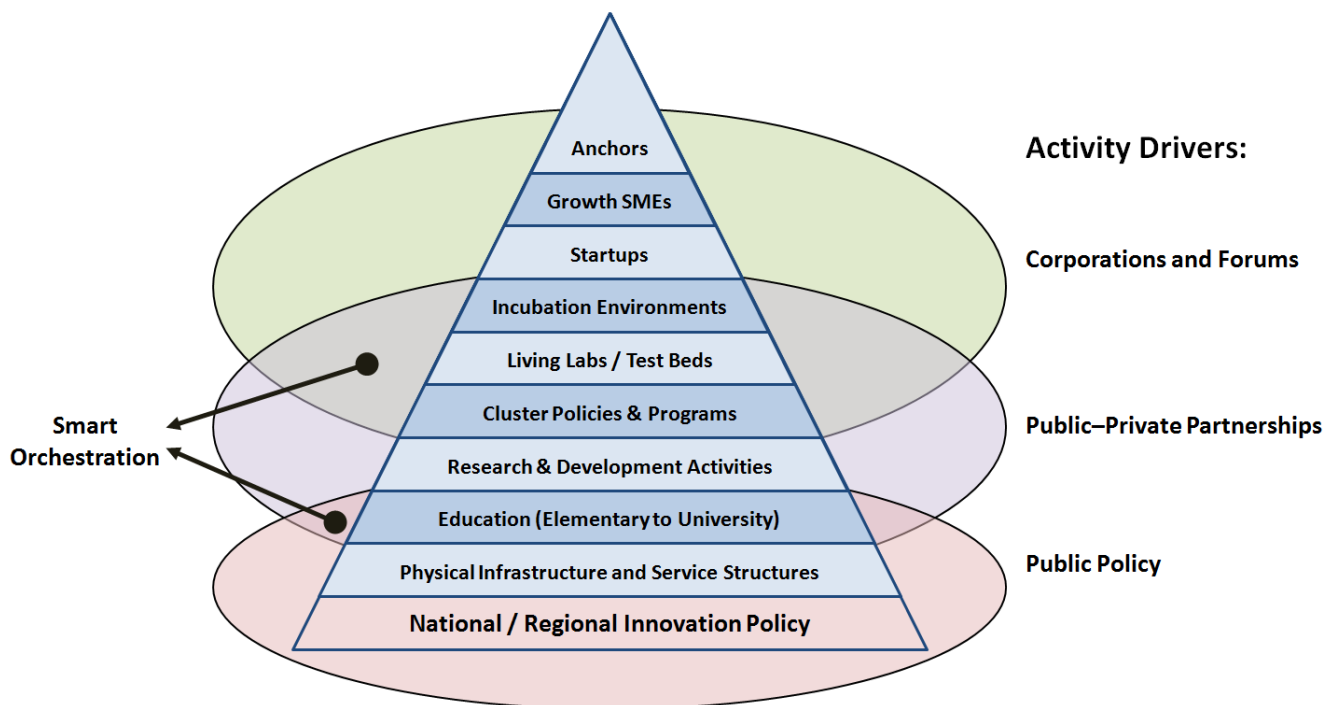 Anchors
Growth SMEs
Startups
Incubation Environments
Living Labs / Test Beds
Cluster Policies & Programs
Research & Development Activities
Education (Elementary to University)
Physical Infrastructure and Service Structures
National / Regional Innovation Policy
Smart
Orchestration
Activity Drivers:
Corporations and Forums
Public–Private Partnerships
Public Policy